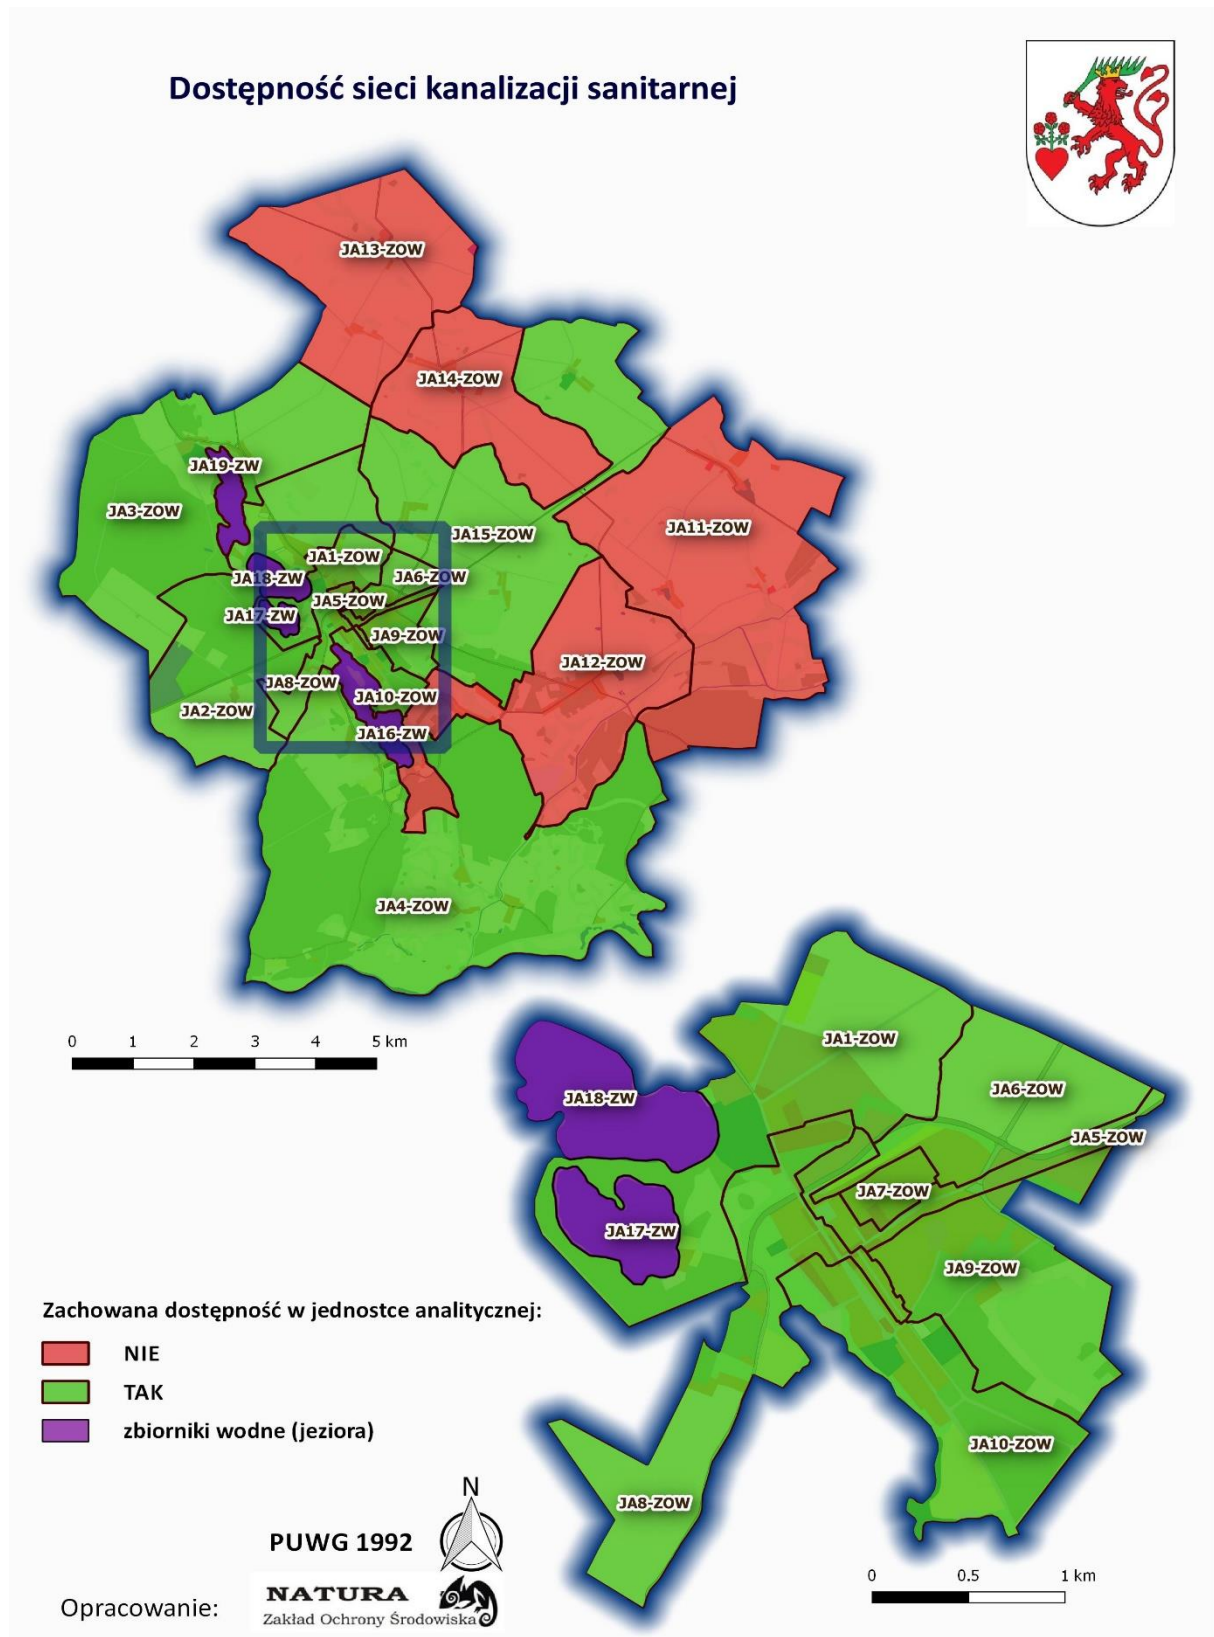 Dostępność sieci kanalizacji sanitarnej
JA13-ZOW
JA14-ZOW
JA19-ZW
JA3-ZOW
JA11-ZOW
JA15-ZOW
JA1-ZOW
JA18-ZW
JA6-ZOW
JA5-ZOW
JA17-ZW
JA9-ZOW
JA12-ZOW
JA8-ZOW
JA10-ZOW
JA2-ZOW
JA16-ZW
JA4-ZOW
0 1 2 3 4 5 km
JA1-ZOW
JA6-ZOW
JA18-ZW
JA5-ZOW
JA7-ZOW
JA17-ZW
JA9-ZOW
JA10-ZOW
JA8-ZOW
Zachowana dostępność w jednostce analitycznej:
NIE
TAK
zbiorniki wodne (jeziora)
N
PUWG 1992
0 0.5 1 km
Opracowanie:
NATURA
Zakład Ochrony Środowiska